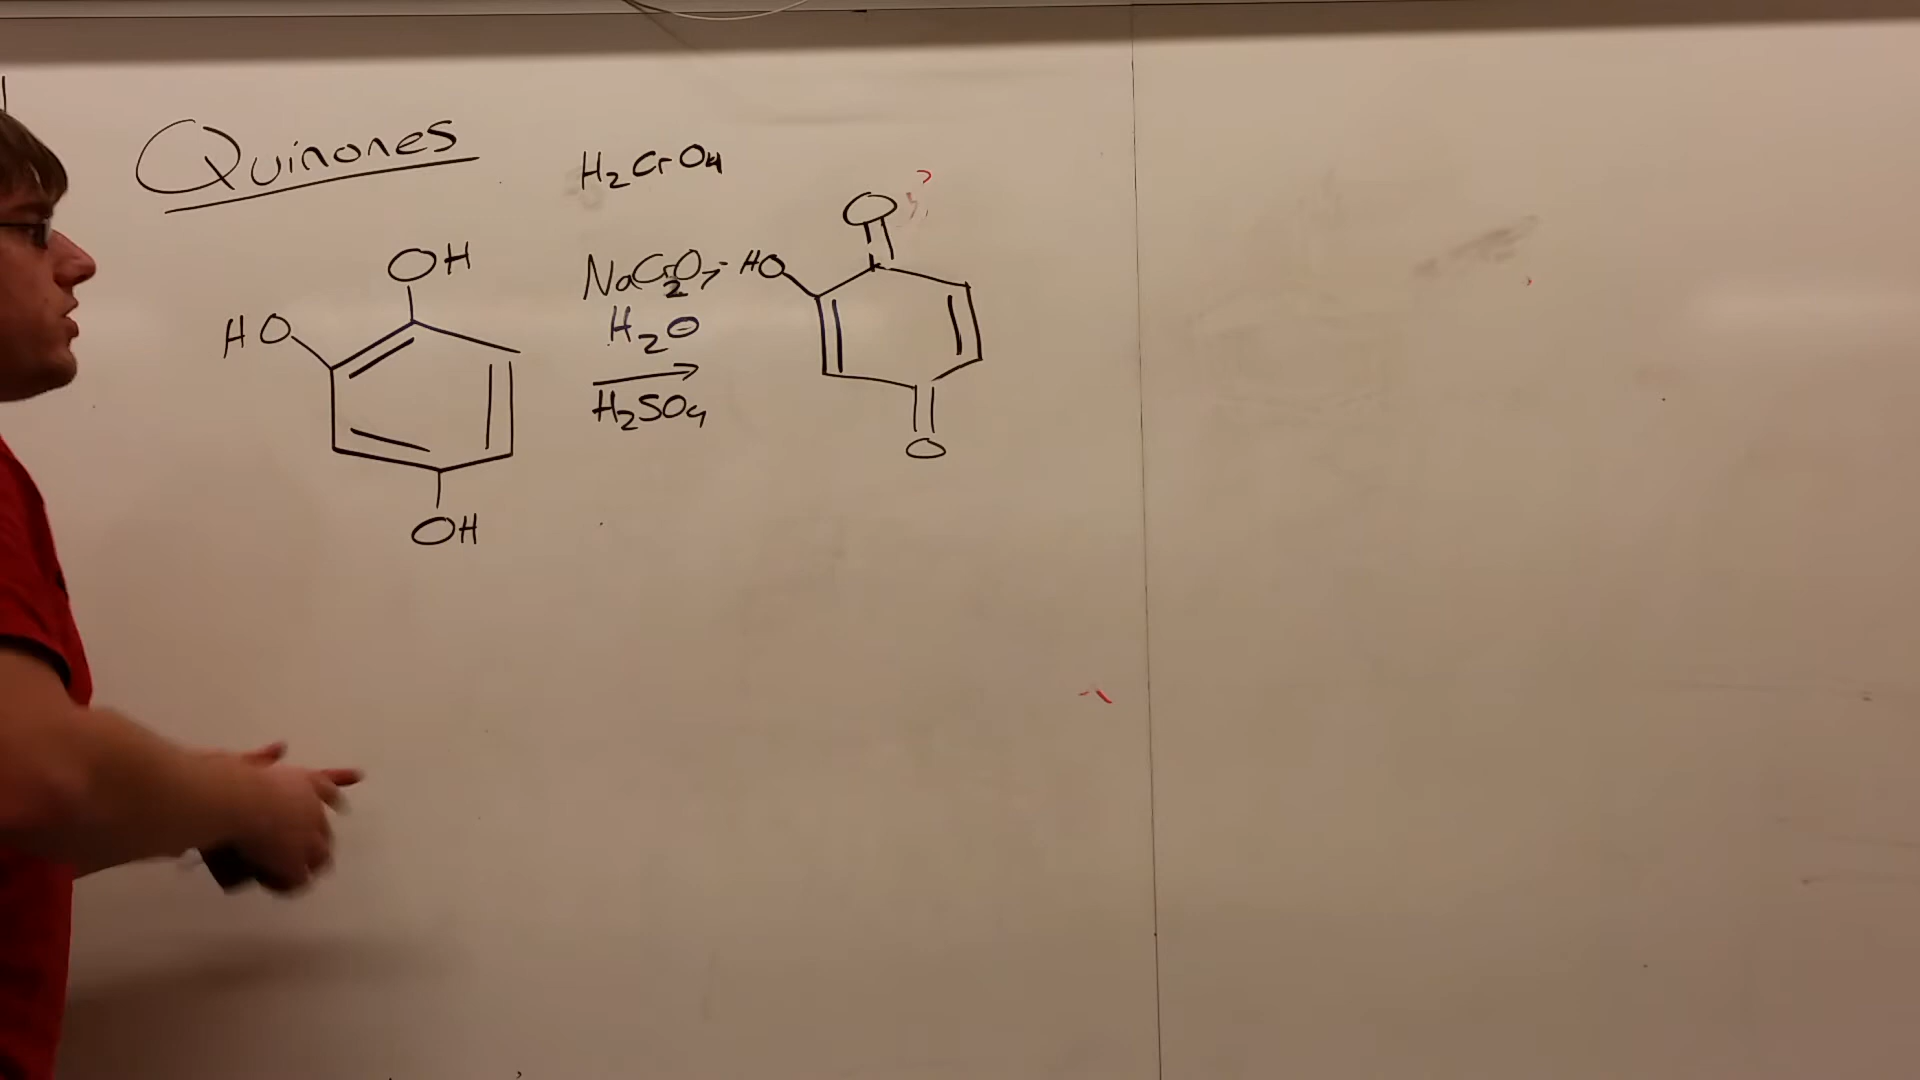 Quinones
H2CrO4
OH
HO
NaCr2O7-
H2O
H2SO4
OH
O
HO
O